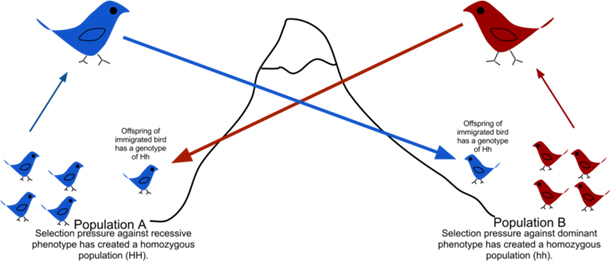 Offspring of
immigrated bird
has a genotype
of Hh
Offspring of
immigrated bird
has a genotype
of Hh
Population A
Selection pressure against recessive
phenotype has created a homozygous
population (HH).
Population B
Selection pressure against dominant
phenotype has created a homozygous
population (hh).